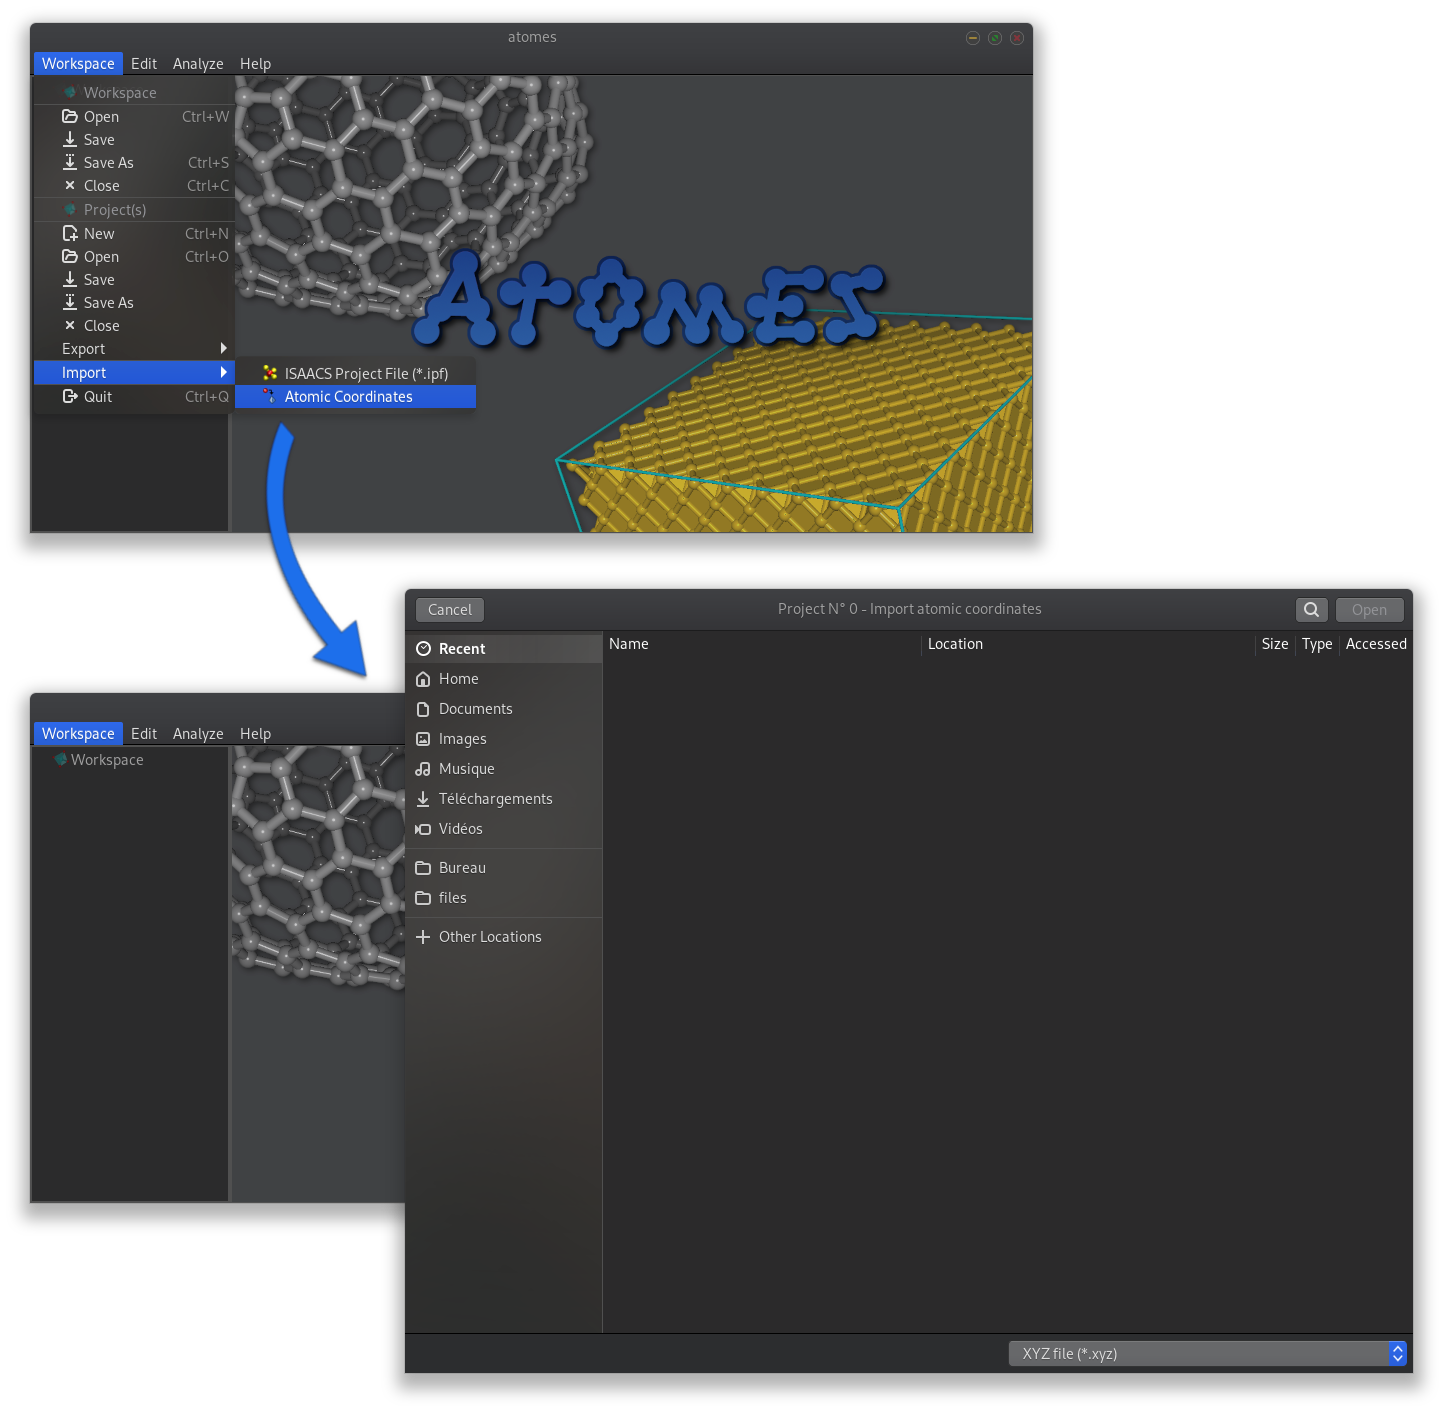 atomes
Workspace Edit Analyze Help
Workspace
Open Ctrl+W
Save
Save As Ctrl+S
Close Ctrl+C
Project(s)
New Ctrl+N
Open Ctrl+O
Save
Save As
Close
Export
Import
Quit Ctrl+Q
ISAACS Project File (*.ipf)
Atomic Coordinates
Atomes
Cancel Project N° 0 - Import atomic coordinates Open
Recent
Home
Documents
Images
Musique
Téléchargements
Vidéos
Bureau
files
Other Locations
Name Location Size Type Accessed
XYZ file (*.xyz)
Workspace Edit Analyze Help
Workspace